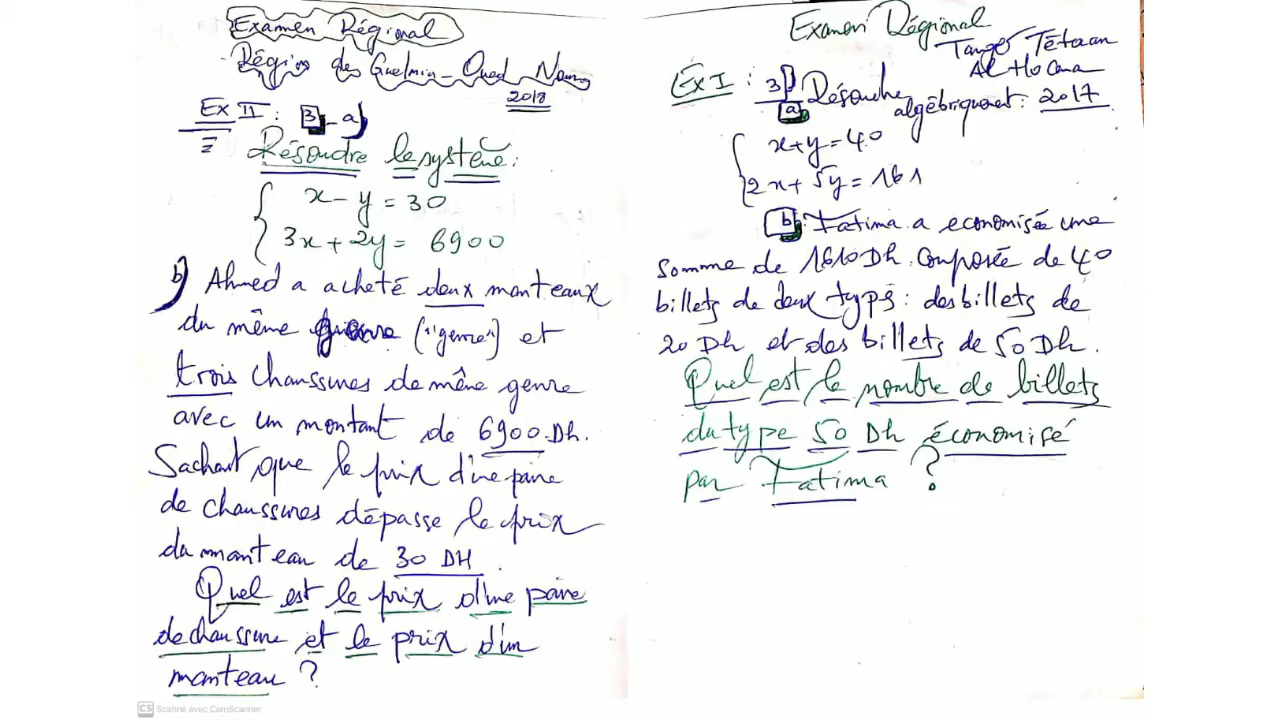 Examen Régional
Région de Guelmin-Oued Noun
2018
Ex II : 3 - a)
Résoudre le système :
x - y = 30
3x + 2y = 6900
b) Ahmed a acheté deux manteaux
du même genre ("genre") et
trois chaussures de même genre
avec un montant de 6900 Dh.
Sachant que le prix d'une paire
de chaussures dépasse le prix
du manteau de 30 DH.
Quel est le prix d'une paire
de chaussure et le prix d'un
manteau ?
CS Scanné avec CamScanner
Examen Régional
Tanger Tétouan
Al Hocema
Ex I : 3)
a Résoudre algébriquement : 2017
x + y = 40
2x + 5y = 161
b. Fatima a economisée une
somme de 1610 Dh. Composée de 40
billets de deux types : des billets de
20 Dh et des billets de 50 Dh.
Quel est le nombre de billets
du type 50 Dh économisé
par Fatima ?